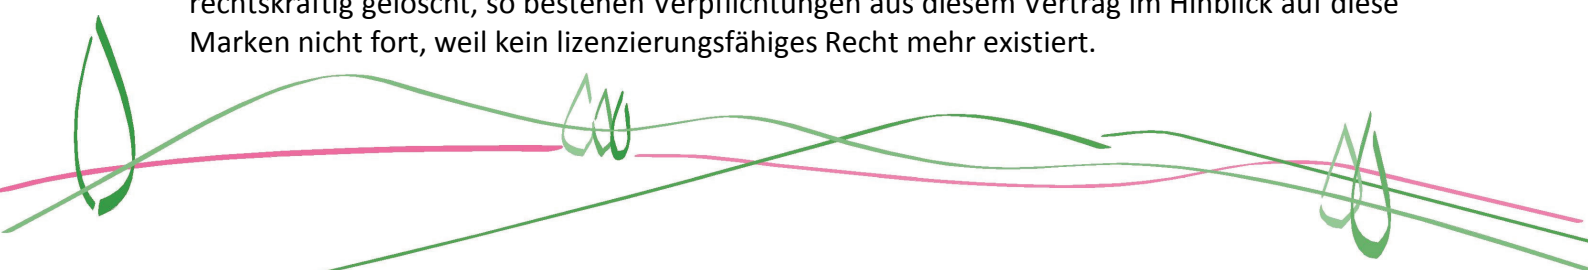 rechtskräftig gelöscht, so bestehen Verpflichtungen aus diesem Vertrag im Hinblick auf diese
Marken nicht fort, weil kein lizenzierungsfähiges Recht mehr existiert.